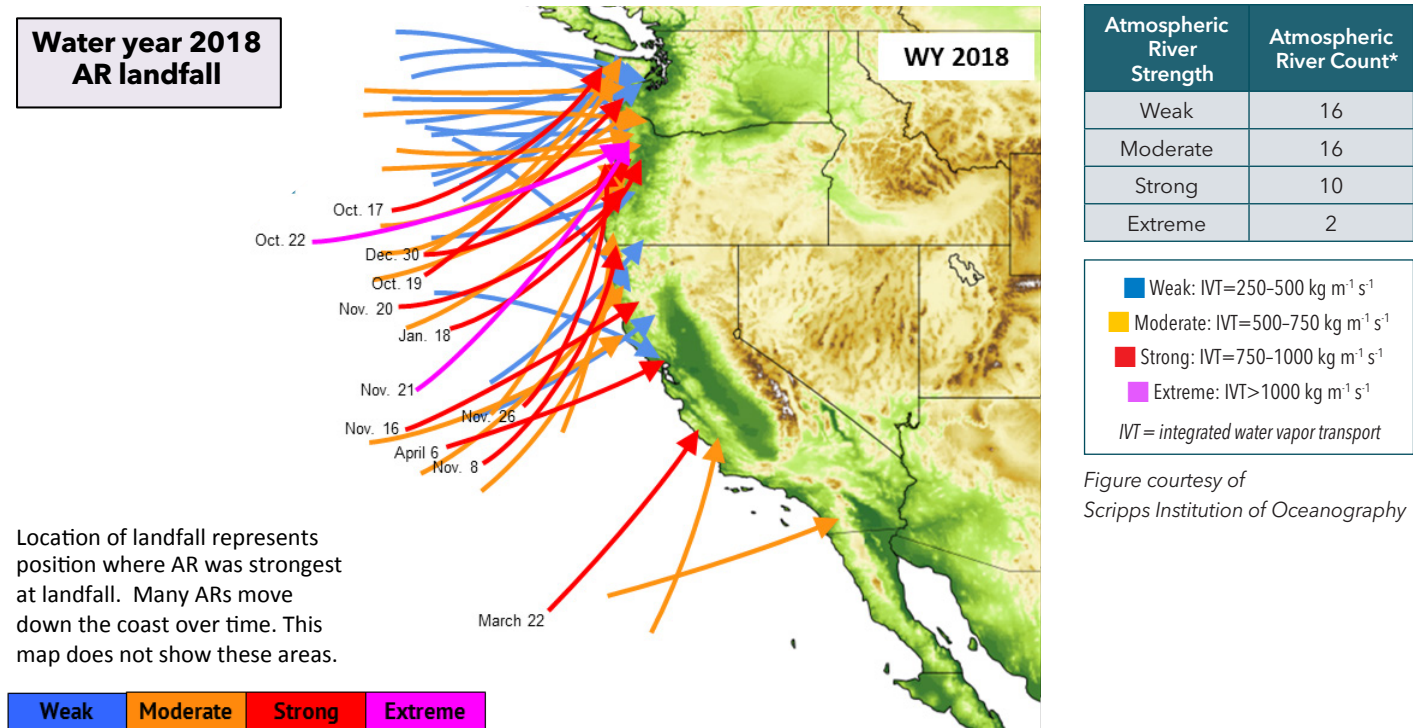 Water year 2018
AR landfall
WY 2018
Oct. 17
Oct. 22
Dec. 30
Oct. 19
Nov. 20
Jan. 18
Nov. 21
Nov. 16
Nov. 26
April 6
Nov. 8
March 22
Location of landfall represents
position where AR was strongest
at landfall. Many ARs move
down the coast over time. This
map does not show these areas.
Weak Moderate Strong Extreme
Atmospheric River Strength Atmospheric River Count*
Weak 16
Moderate 16
Strong 10
Extreme 2
Weak: IVT=250–500 kg m⁻¹ s⁻¹
Moderate: IVT=500–750 kg m⁻¹ s⁻¹
Strong: IVT=750–1000 kg m⁻¹ s⁻¹
Extreme: IVT>1000 kg m⁻¹ s⁻¹
IVT = integrated water vapor transport
Figure courtesy of
Scripps Institution of Oceanography